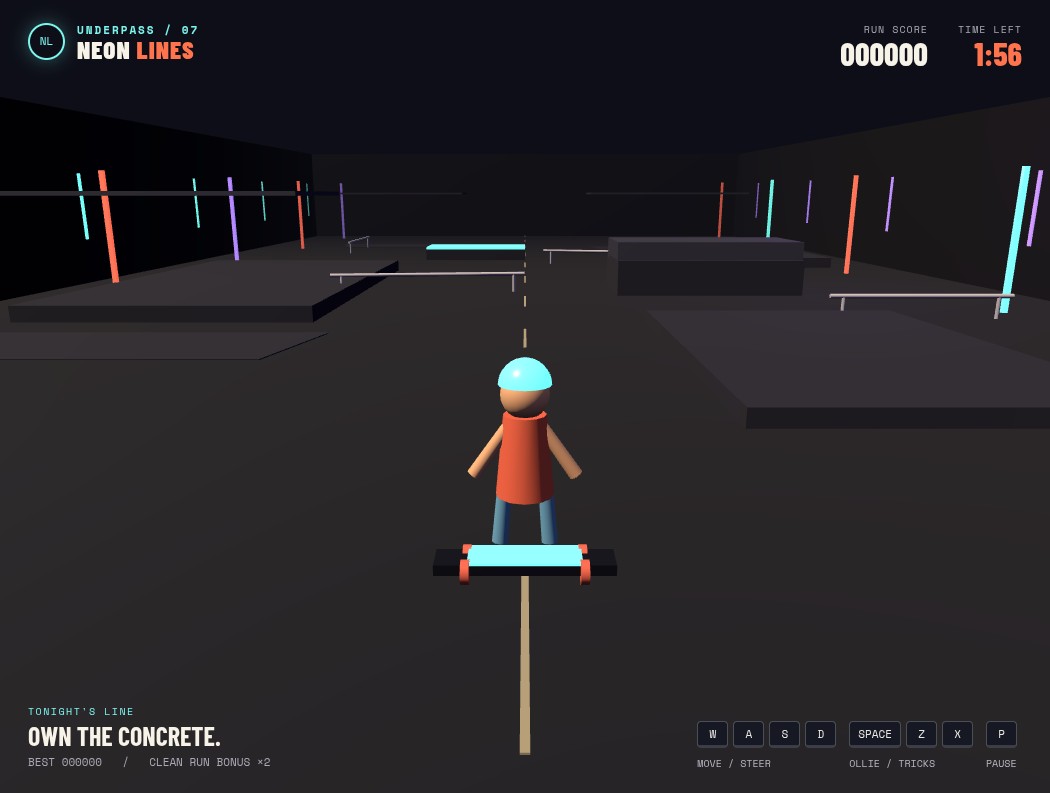 NL
UNDERPASS / 07
NEON LINES
RUN SCORE
000000
TIME LEFT
1:56
TONIGHT'S LINE
OWN THE CONCRETE.
BEST 000000 / CLEAN RUN BONUS ×2
W A S D SPACE Z X P
MOVE / STEER OLLIE / TRICKS PAUSE